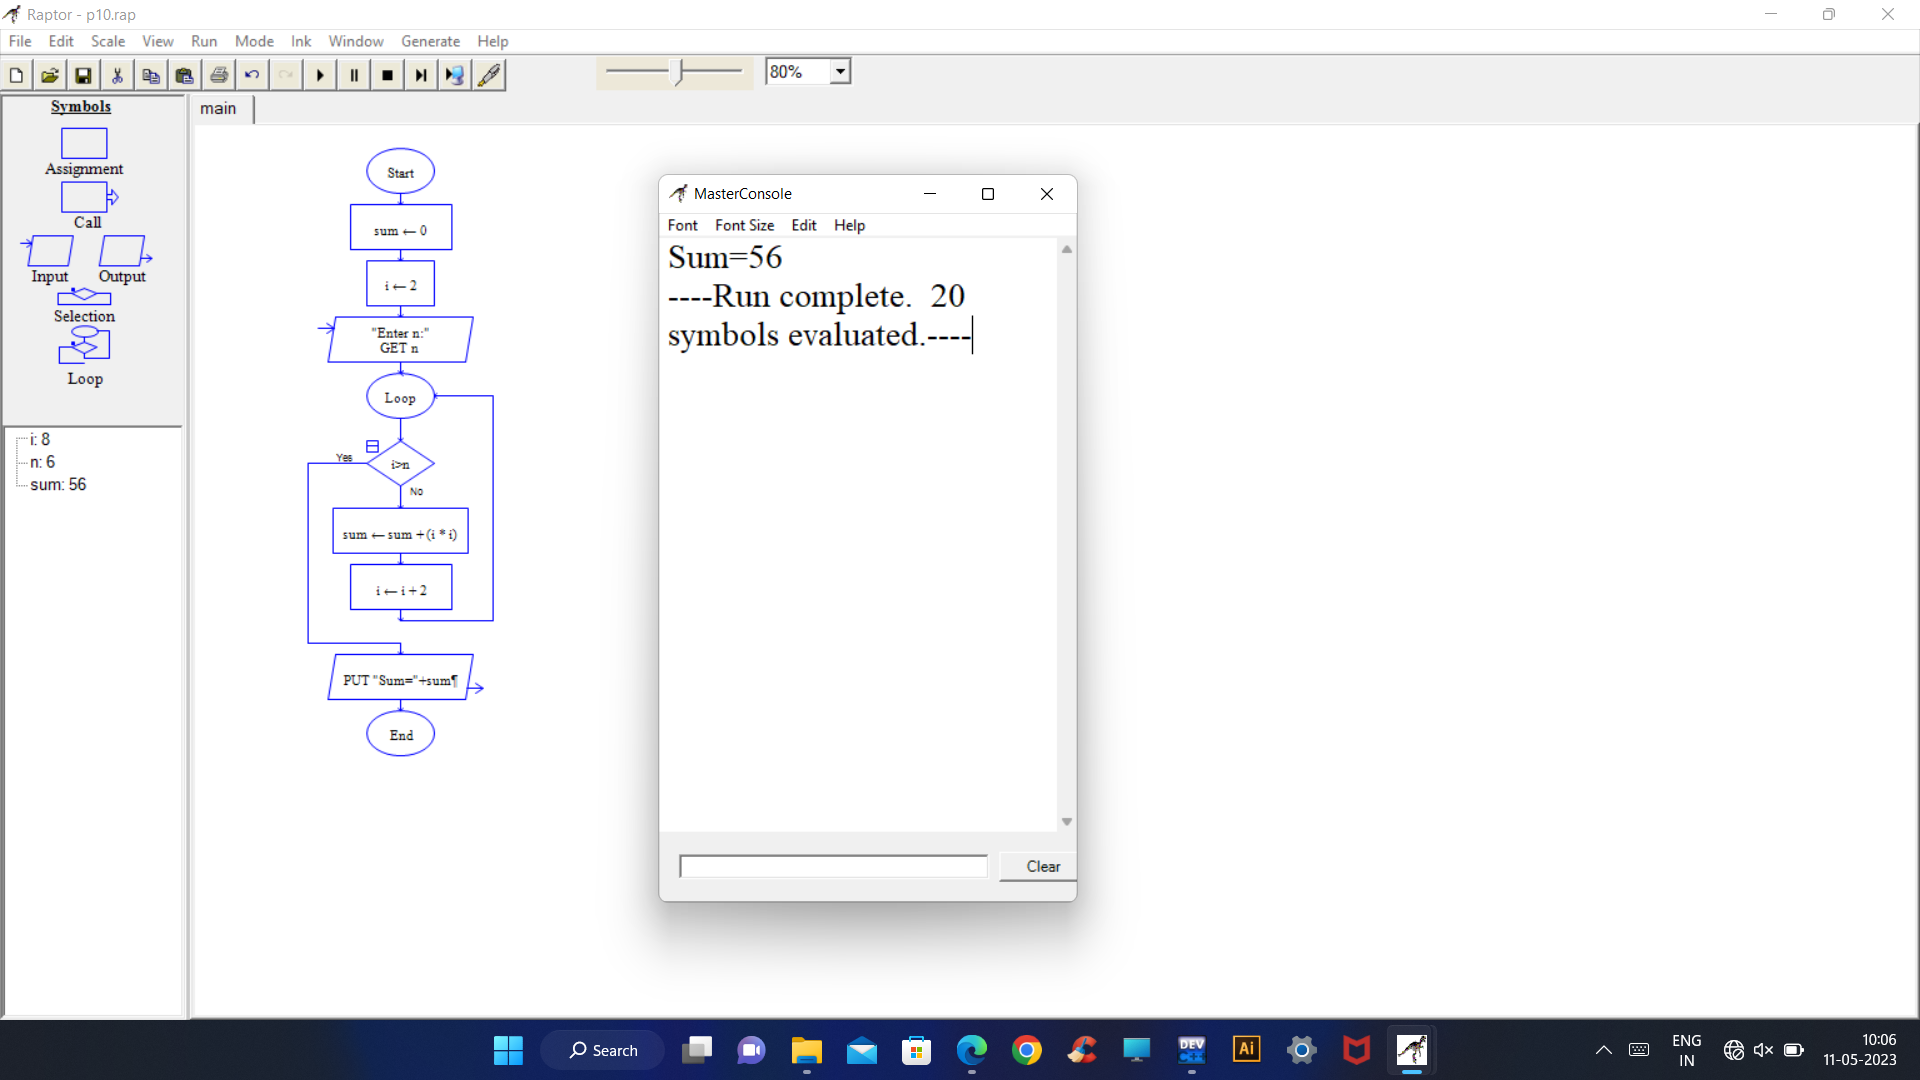 Raptor - p10.rap
File Edit Scale View Run Mode Ink Window Generate Help
80%
Symbols
Assignment
Call
Input Output
Selection
Loop
i: 8
n: 6
sum: 56
main
Start
sum ← 0
i ← 2
"Enter n:"
GET n
Loop
Yes
i>n
No
sum ← sum + (i * i)
i ← i + 2
PUT "Sum="+sum¶
End
MasterConsole
Font Font Size Edit Help
Sum=56
----Run complete. 20
symbols evaluated.----
Clear
Search
DEV
C++
Ai
ENG
IN
10:06
11-05-2023